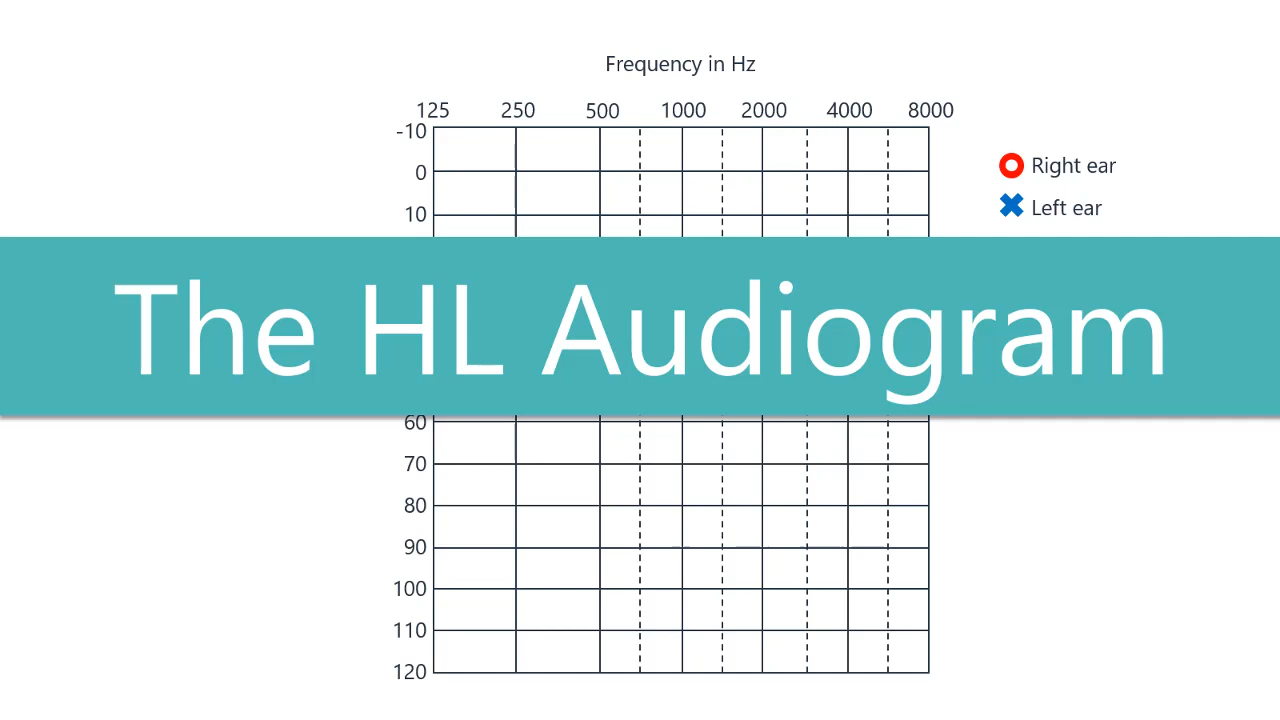 Frequency in Hz
125 250 500 1000 2000 4000 8000
-10
0
10
Right ear
Left ear
The HL Audiogram
60
70
80
90
100
110
120